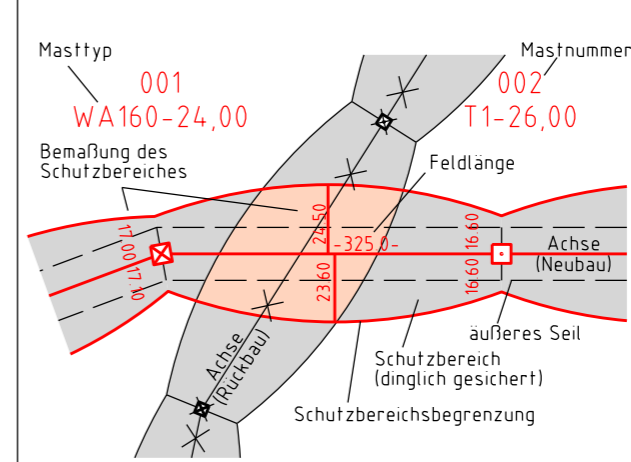 Masttyp
Mastnummer
001
002
WA160-24,00
T1-26,00
Bemaßung des
Schutzbereiches
Feldlänge
17.00
17.10
24.50
23.60
-325.0-
16.60
16.60
Achse
(Neubau)
äußeres Seil
Achse
(Rückbau)
Schutzbereich
(dinglich gesichert)
Schutzbereichsbegrenzung